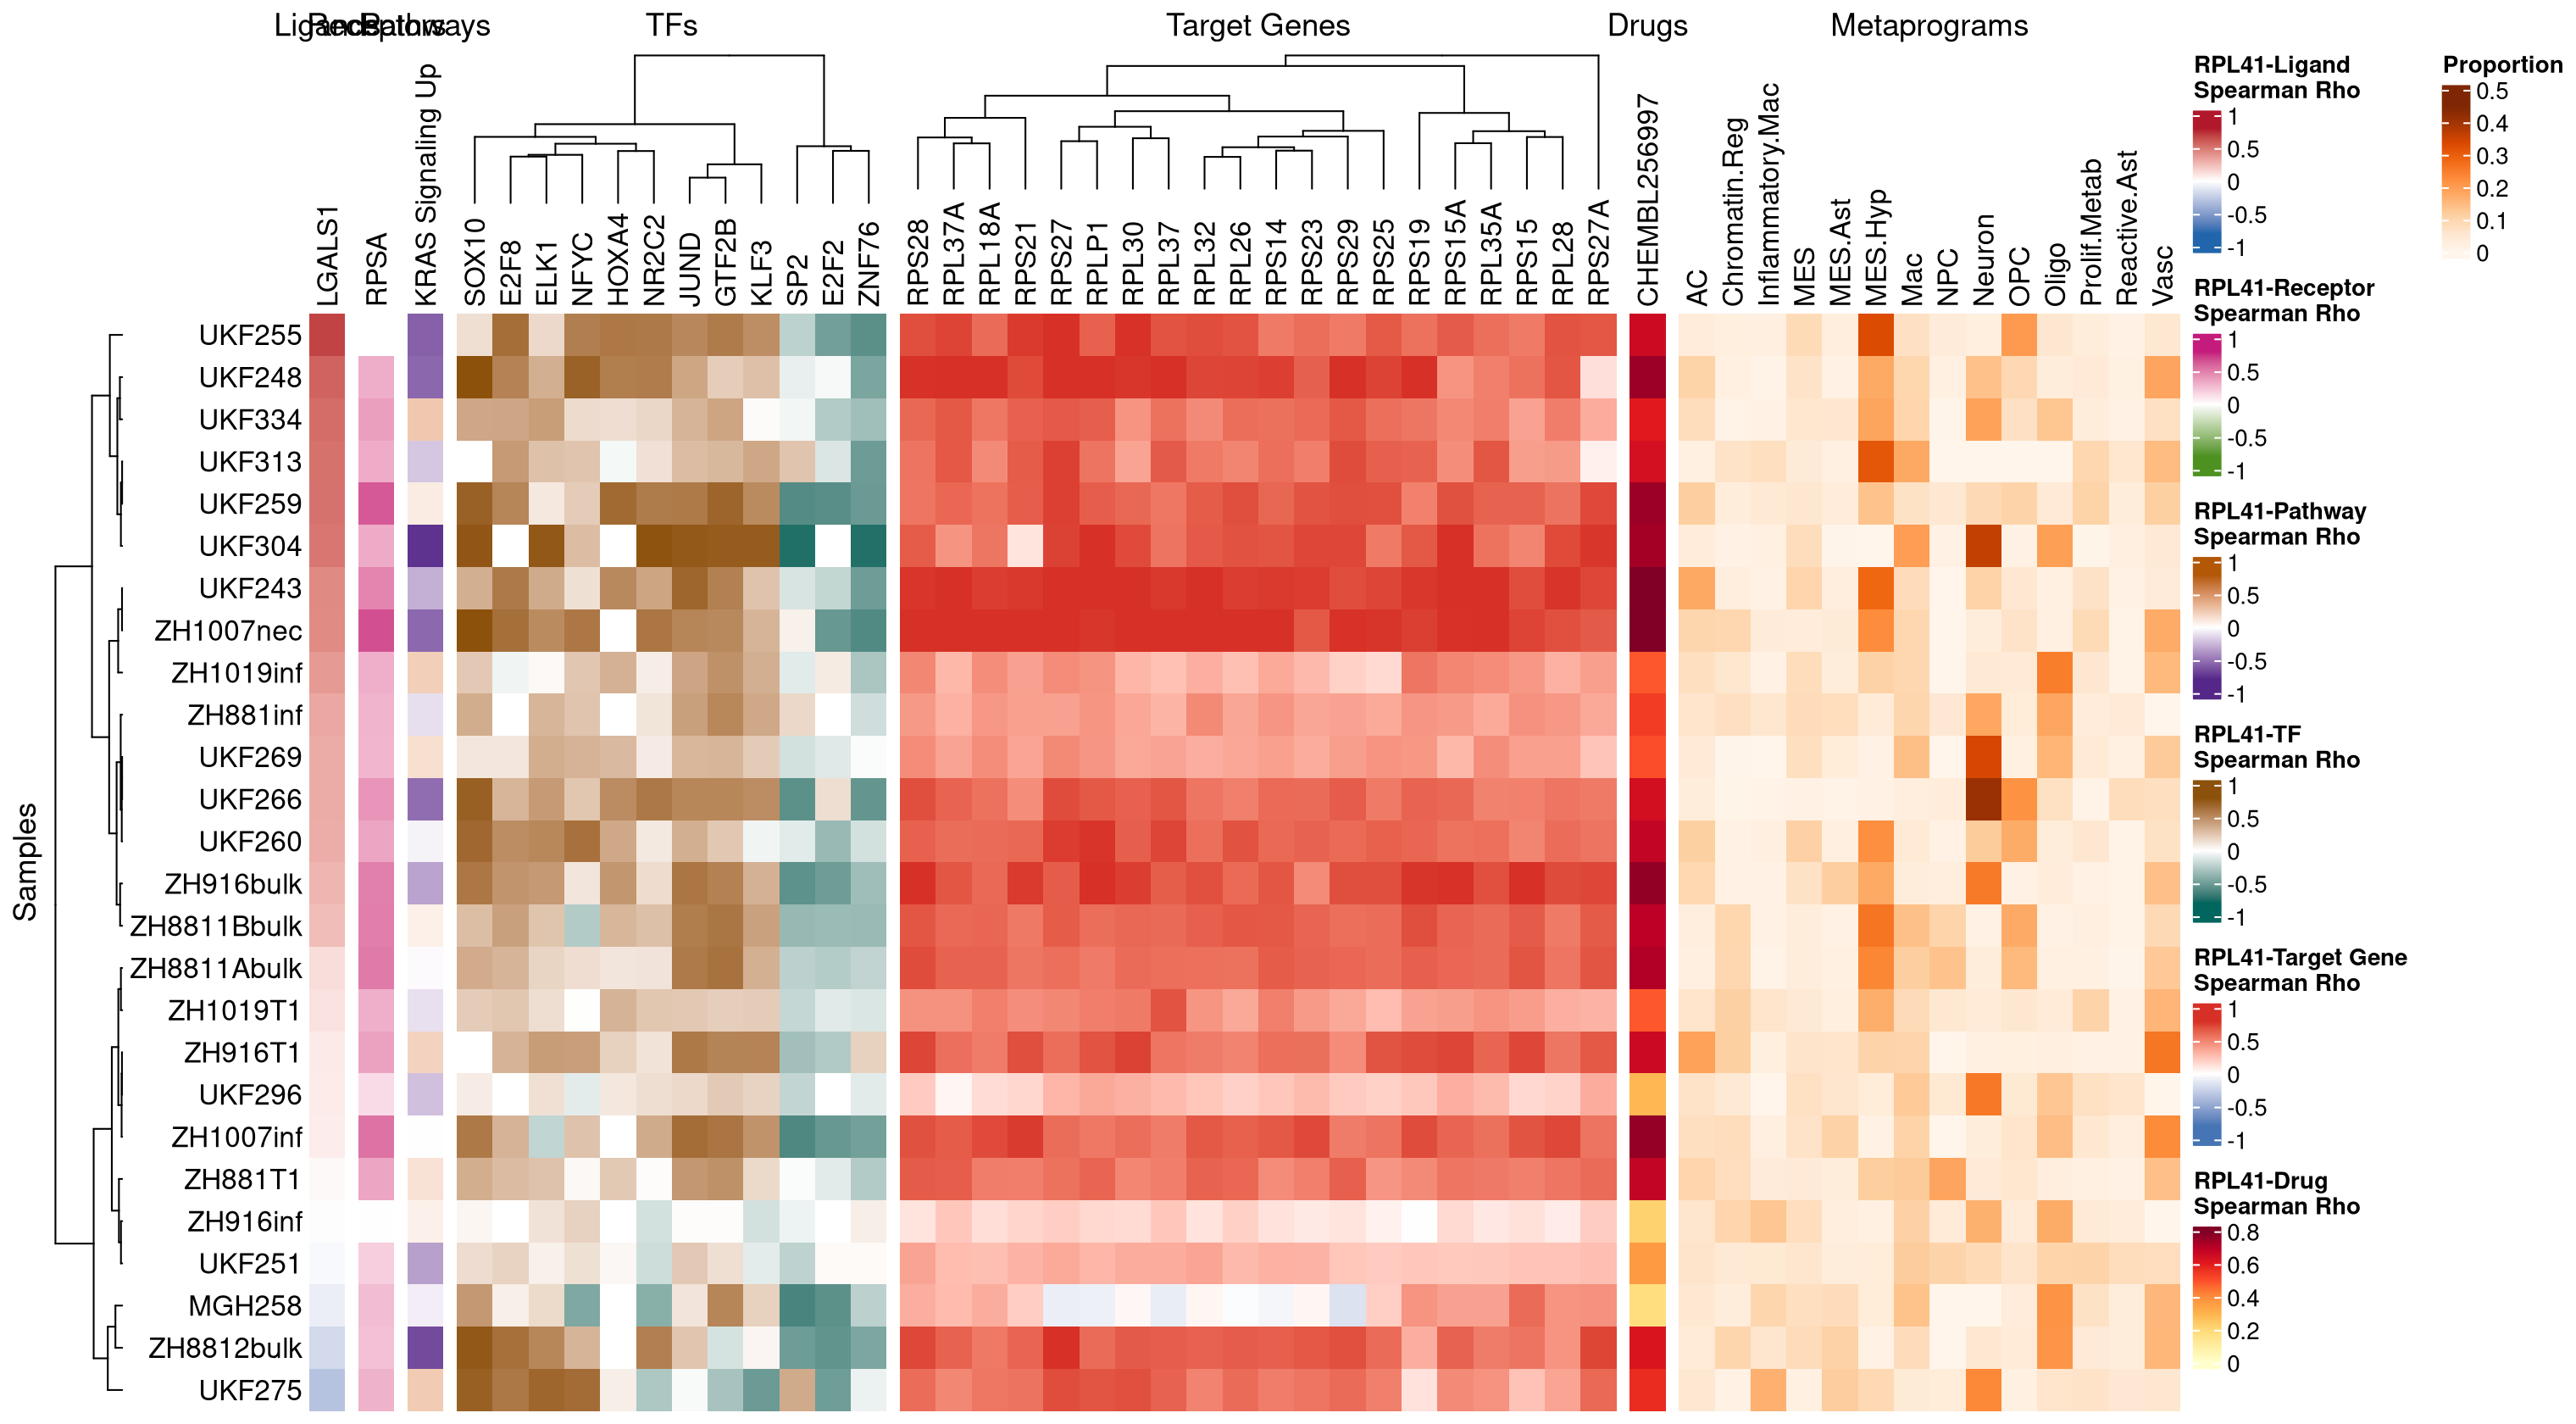 Ligands Receptors Pathways TFs Target Genes Drugs Metaprograms
LGALS1
RPSA
KRAS Signaling Up
SOX10
E2F8
ELK1
NFYC
HOXA4
NR2C2
JUND
GTF2B
KLF3
SP2
E2F2
ZNF76
RPS28
RPL37A
RPL18A
RPS21
RPS27
RPLP1
RPL30
RPL37
RPL32
RPL26
RPS14
RPS23
RPS29
RPS25
RPS19
RPS15A
RPL35A
RPS15
RPL28
RPS27A
CHEMBL256997
AC
Chromatin.Reg
Inflammatory.Mac
MES
MES.Ast
MES.Hyp
Mac
NPC
Neuron
OPC
Oligo
Prolif.Metab
Reactive.Ast
Vasc
Samples
UKF255
UKF248
UKF334
UKF313
UKF259
UKF304
UKF243
ZH1007nec
ZH1019inf
ZH881inf
UKF269
UKF266
UKF260
ZH916bulk
ZH8811Bbulk
ZH8811Abulk
ZH1019T1
ZH916T1
UKF296
ZH1007inf
ZH881T1
ZH916inf
UKF251
MGH258
ZH8812bulk
UKF275
RPL41-Ligand
Spearman Rho
1
0.5
0
-0.5
-1
RPL41-Receptor
Spearman Rho
1
0.5
0
-0.5
-1
RPL41-Pathway
Spearman Rho
1
0.5
0
-0.5
-1
RPL41-TF
Spearman Rho
1
0.5
0
-0.5
-1
RPL41-Target Gene
Spearman Rho
1
0.5
0
-0.5
-1
RPL41-Drug
Spearman Rho
0.8
0.6
0.4
0.2
0
Proportion
0.5
0.4
0.3
0.2
0.1
0